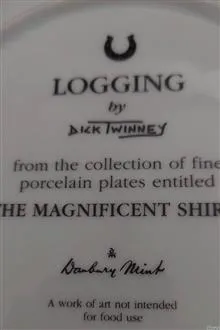 LOGGING
by
DICK TWINNEY
from the collection of fine
porcelain plates entitled
THE MAGNIFICENT SHIR
Danbury Mint
A work of art not intended
for food use